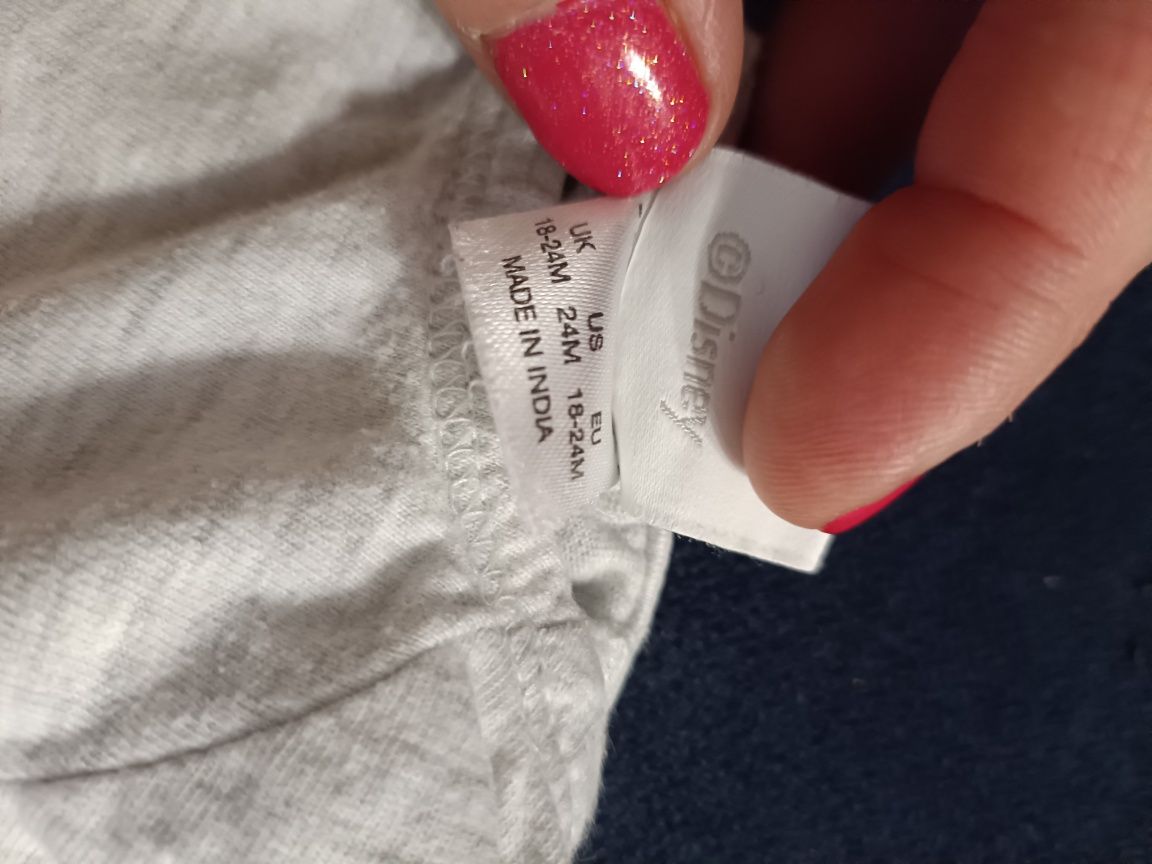 ©Disney
UK US EU
18-24M 24M 18-24M
MADE IN INDIA